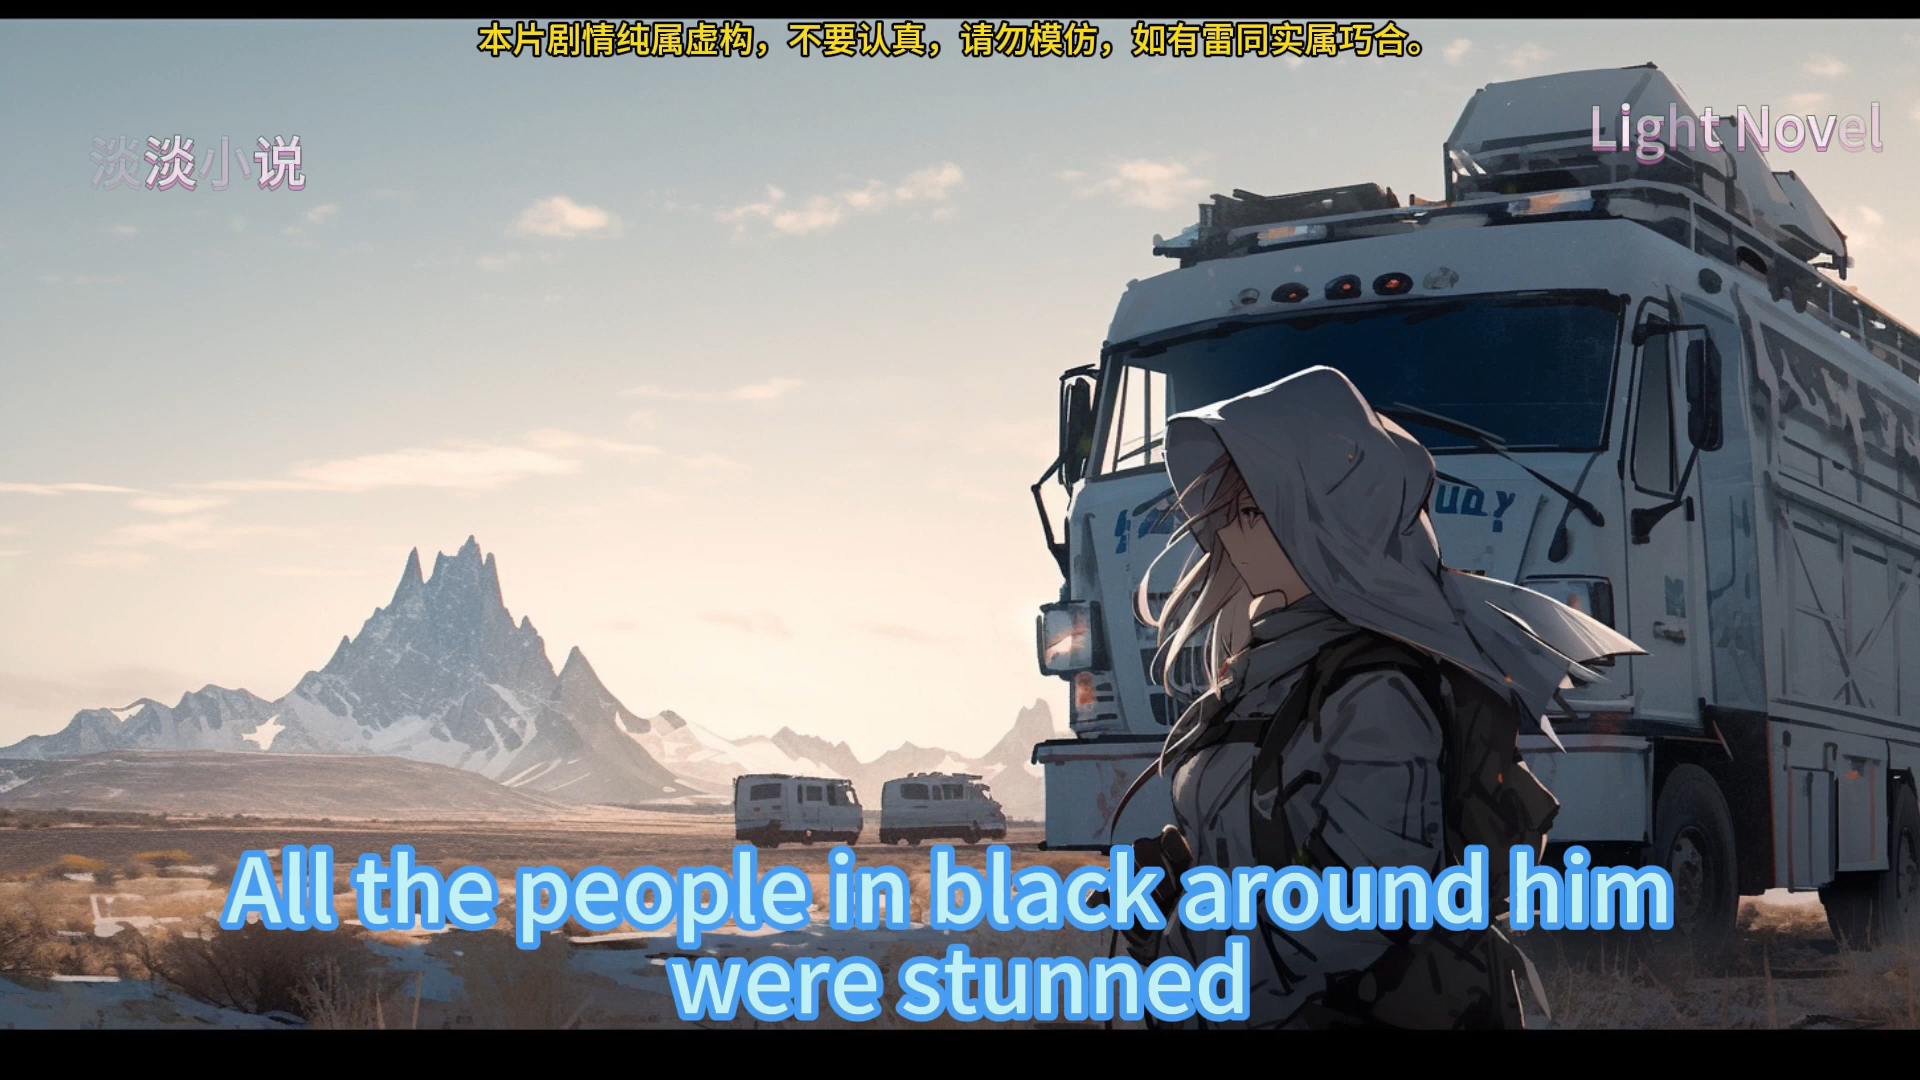 本片剧情纯属虚构，不要认真，请勿模仿，如有雷同实属巧合。
淡淡小说
Light Novel
All the people in black around him
were stunned